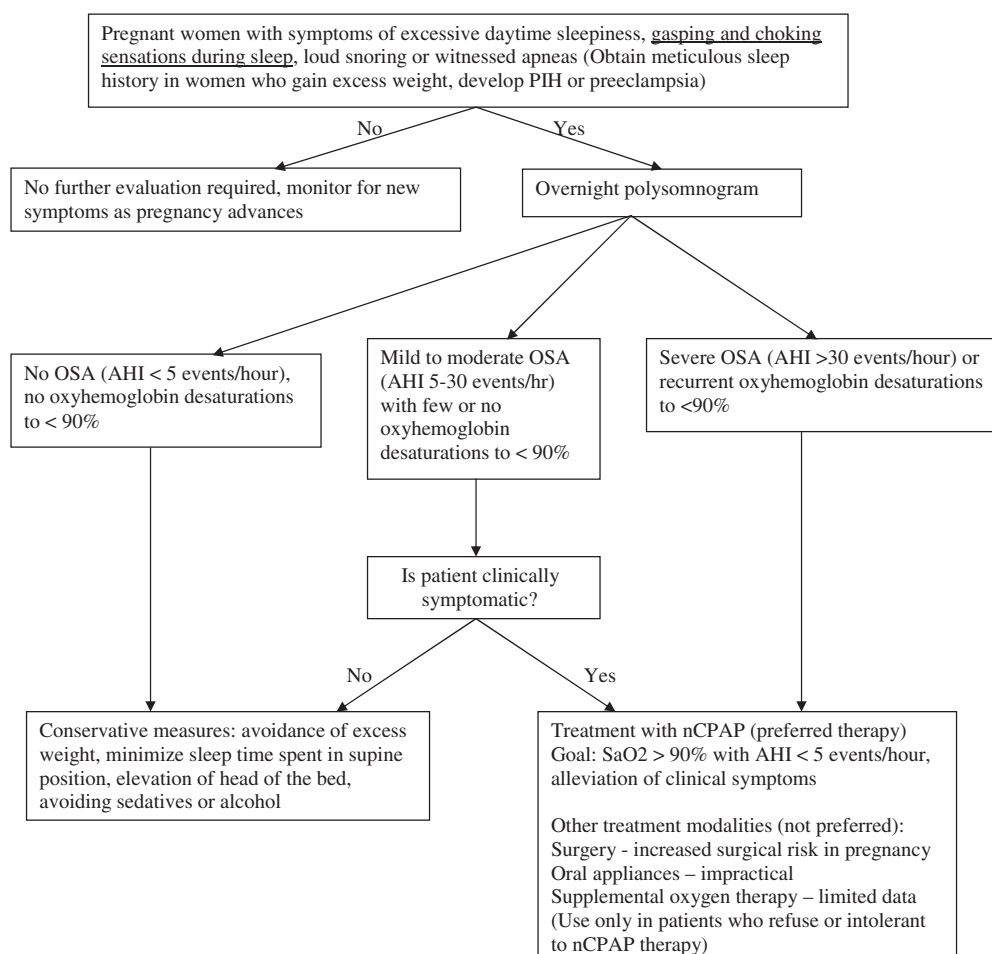 Pregnant women with symptoms of excessive daytime sleepiness, gasping and choking
sensations during sleep, loud snoring or witnessed apneas (Obtain meticulous sleep
history in women who gain excess weight, develop PIH or preeclampsia)
No
Yes
No further evaluation required, monitor for new
symptoms as pregnancy advances
Overnight polysomnogram
No OSA (AHI < 5 events/hour),
no oxyhemoglobin desaturations
to < 90%
Mild to moderate OSA
(AHI 5-30 events/hr)
with few or no
oxyhemoglobin
desaturations to < 90%
Severe OSA (AHI >30 events/hour) or
recurrent oxyhemoglobin desaturations
to <90%
Is patient clinically
symptomatic?
No
Yes
Conservative measures: avoidance of excess
weight, minimize sleep time spent in supine
position, elevation of head of the bed,
avoiding sedatives or alcohol
Treatment with nCPAP (preferred therapy)
Goal: SaO2 > 90% with AHI < 5 events/hour,
alleviation of clinical symptoms
Other treatment modalities (not preferred):
Surgery - increased surgical risk in pregnancy
Oral appliances – impractical
Supplemental oxygen therapy – limited data
(Use only in patients who refuse or intolerant
to nCPAP therapy)